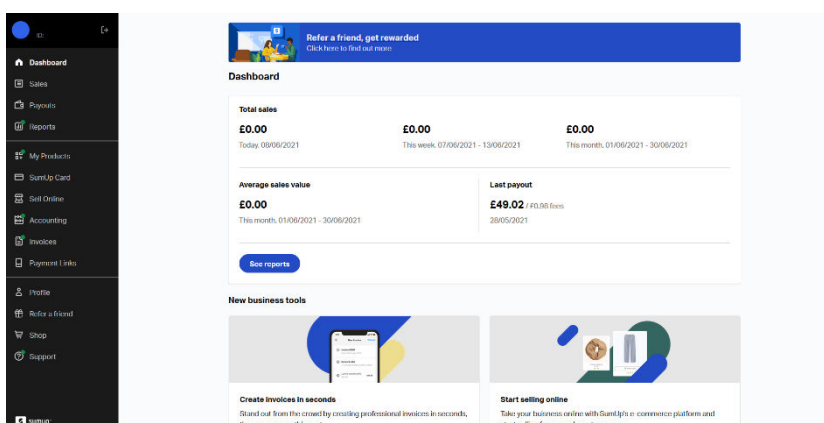 ID:
Dashboard
Sales
Payouts
Reports
My Products
SumUp Card
Sell Online
Accounting
Invoices
Payment Links
Profile
Refer a friend
Shop
Support
sumup
Refer a friend, get rewarded
Click here to find out more
Dashboard
Total sales
£0.00
£0.00
£0.00
Today, 08/06/2021
This week, 07/06/2021 - 13/06/2021
This month, 01/06/2021 - 30/06/2021
Average sales value
Last payout
£0.00
£49.02 / £0.98 fees
This month, 01/06/2021 - 30/06/2021
28/05/2021
See reports
New business tools
Create invoices in seconds
Stand out from the crowd by creating professional invoices in seconds,
Start selling online
Take your business online with SumUp's e-commerce platform and